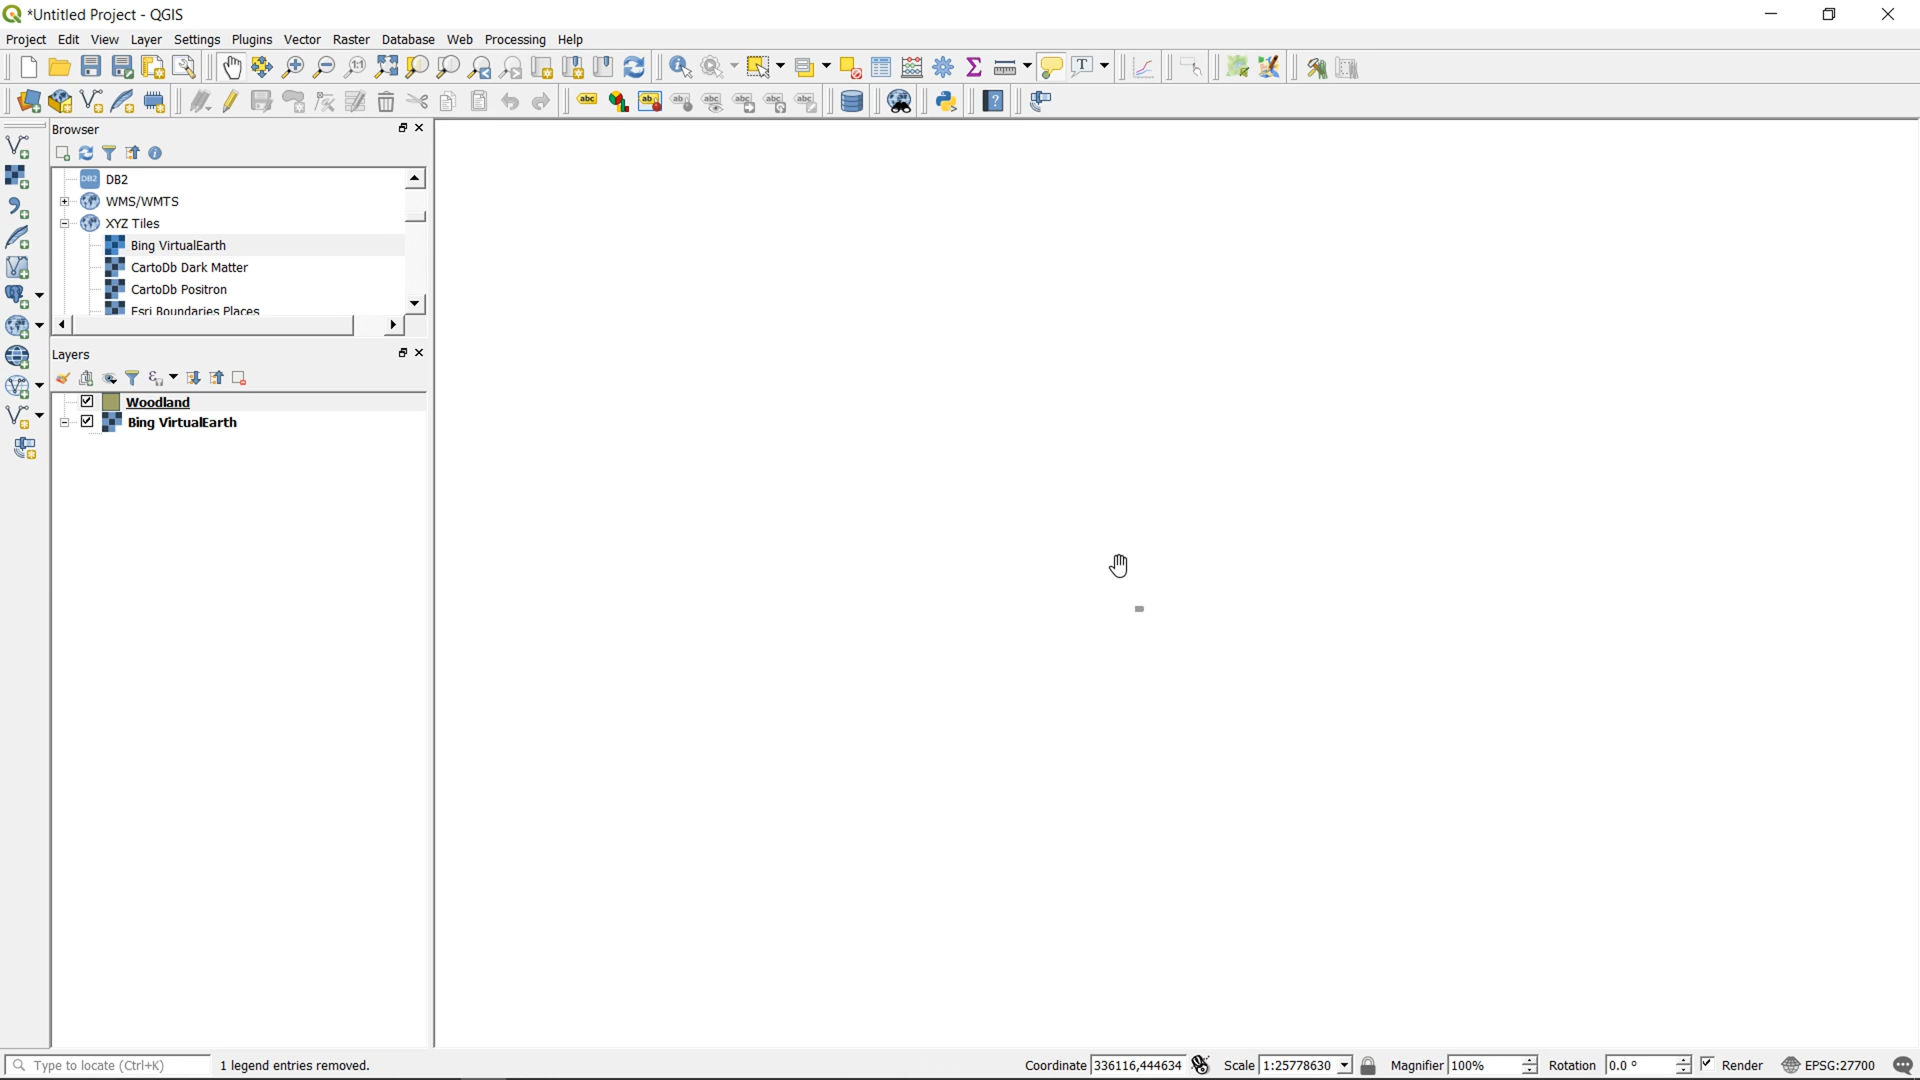 *Untitled Project - QGIS
Project Edit View Layer Settings Plugins Vector Raster Database Web Processing Help
Browser
DB2
WMS/WMTS
XYZ Tiles
Bing VirtualEarth
CartoDb Dark Matter
CartoDb Positron
Esri Boundaries Places
Layers
Woodland
Bing VirtualEarth
Type to locate (Ctrl+K) 1 legend entries removed. Coordinate 336116,444634 Scale 1:25778630 Magnifier 100% Rotation 0.0 ° Render EPSG:27700